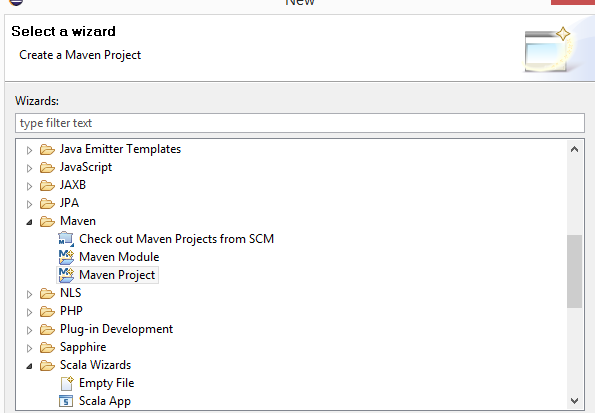 New
Select a wizard
Create a Maven Project
Wizards:
type filter text
Java Emitter Templates
JavaScript
JAXB
JPA
Maven
Check out Maven Projects from SCM
Maven Module
Maven Project
NLS
PHP
Plug-in Development
Sapphire
Scala Wizards
Empty File
Scala App